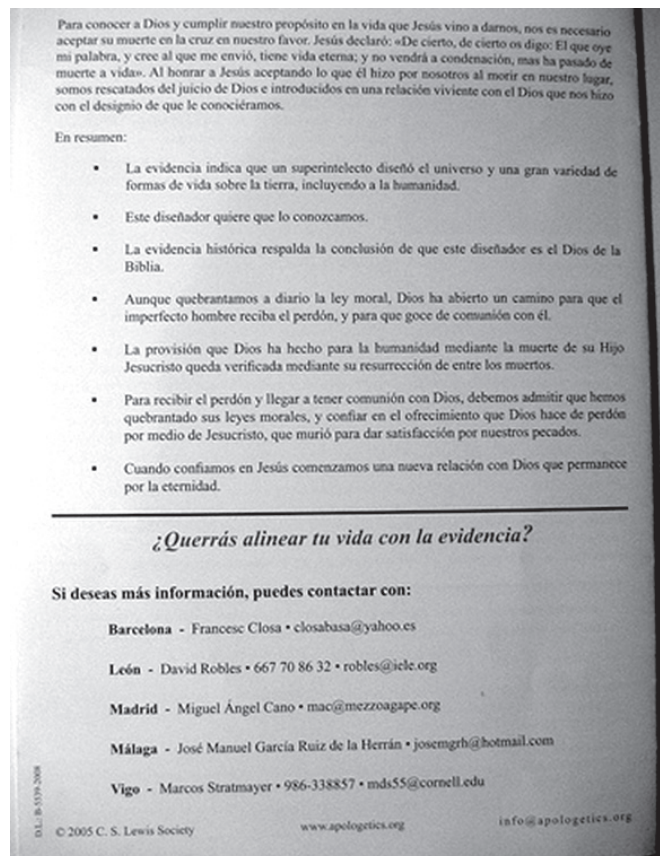 Para conocer a Dios y cumplir nuestro propósito en la vida que Jesús vino a darnos, nos es necesario
aceptar su muerte en la cruz en nuestro favor. Jesús declaró: «De cierto, de cierto os digo: El que oye
mi palabra, y cree al que me envió, tiene vida eterna; y no vendrá a condenación, mas ha pasado de
muerte a vida». Al honrar a Jesús aceptando lo que él hizo por nosotros al morir en nuestro lugar,
somos rescatados del juicio de Dios e introducidos en una relación viviente con el Dios que nos hizo
con el designio de que le conociéramos.
En resumen:
▪ La evidencia indica que un superintelecto diseñó el universo y una gran variedad de
formas de vida sobre la tierra, incluyendo a la humanidad.
▪ Este diseñador quiere que lo conozcamos.
▪ La evidencia histórica respalda la conclusión de que este diseñador es el Dios de la
Biblia.
▪ Aunque quebrantamos a diario la ley moral, Dios ha abierto un camino para que el
imperfecto hombre reciba el perdón, y para que goce de comunión con él.
▪ La provisión que Dios ha hecho para la humanidad mediante la muerte de su Hijo
Jesucristo queda verificada mediante su resurrección de entre los muertos.
▪ Para recibir el perdón y llegar a tener comunión con Dios, debemos admitir que hemos
quebrantado sus leyes morales, y confiar en el ofrecimiento que Dios hace de perdón
por medio de Jesucristo, que murió para dar satisfacción por nuestros pecados.
▪ Cuando confiamos en Jesús comenzamos una nueva relación con Dios que permanece
por la eternidad.
¿Querrás alinear tu vida con la evidencia?
Si deseas más información, puedes contactar con:
Barcelona - Francesc Closa • closabasa@yahoo.es
León - David Robles • 667 70 86 32 • robles@icle.org
Madrid - Miguel Ángel Cano • mac@mezzoagape.org
Málaga - José Manuel García Ruiz de la Herrán • josemgrh@hotmail.com
Vigo - Marcos Stratmayer • 986-338857 • mds55@cornell.edu
D.L.: B-5539-2008
© 2005 C. S. Lewis Society www.apologetics.org info@apologetics.org